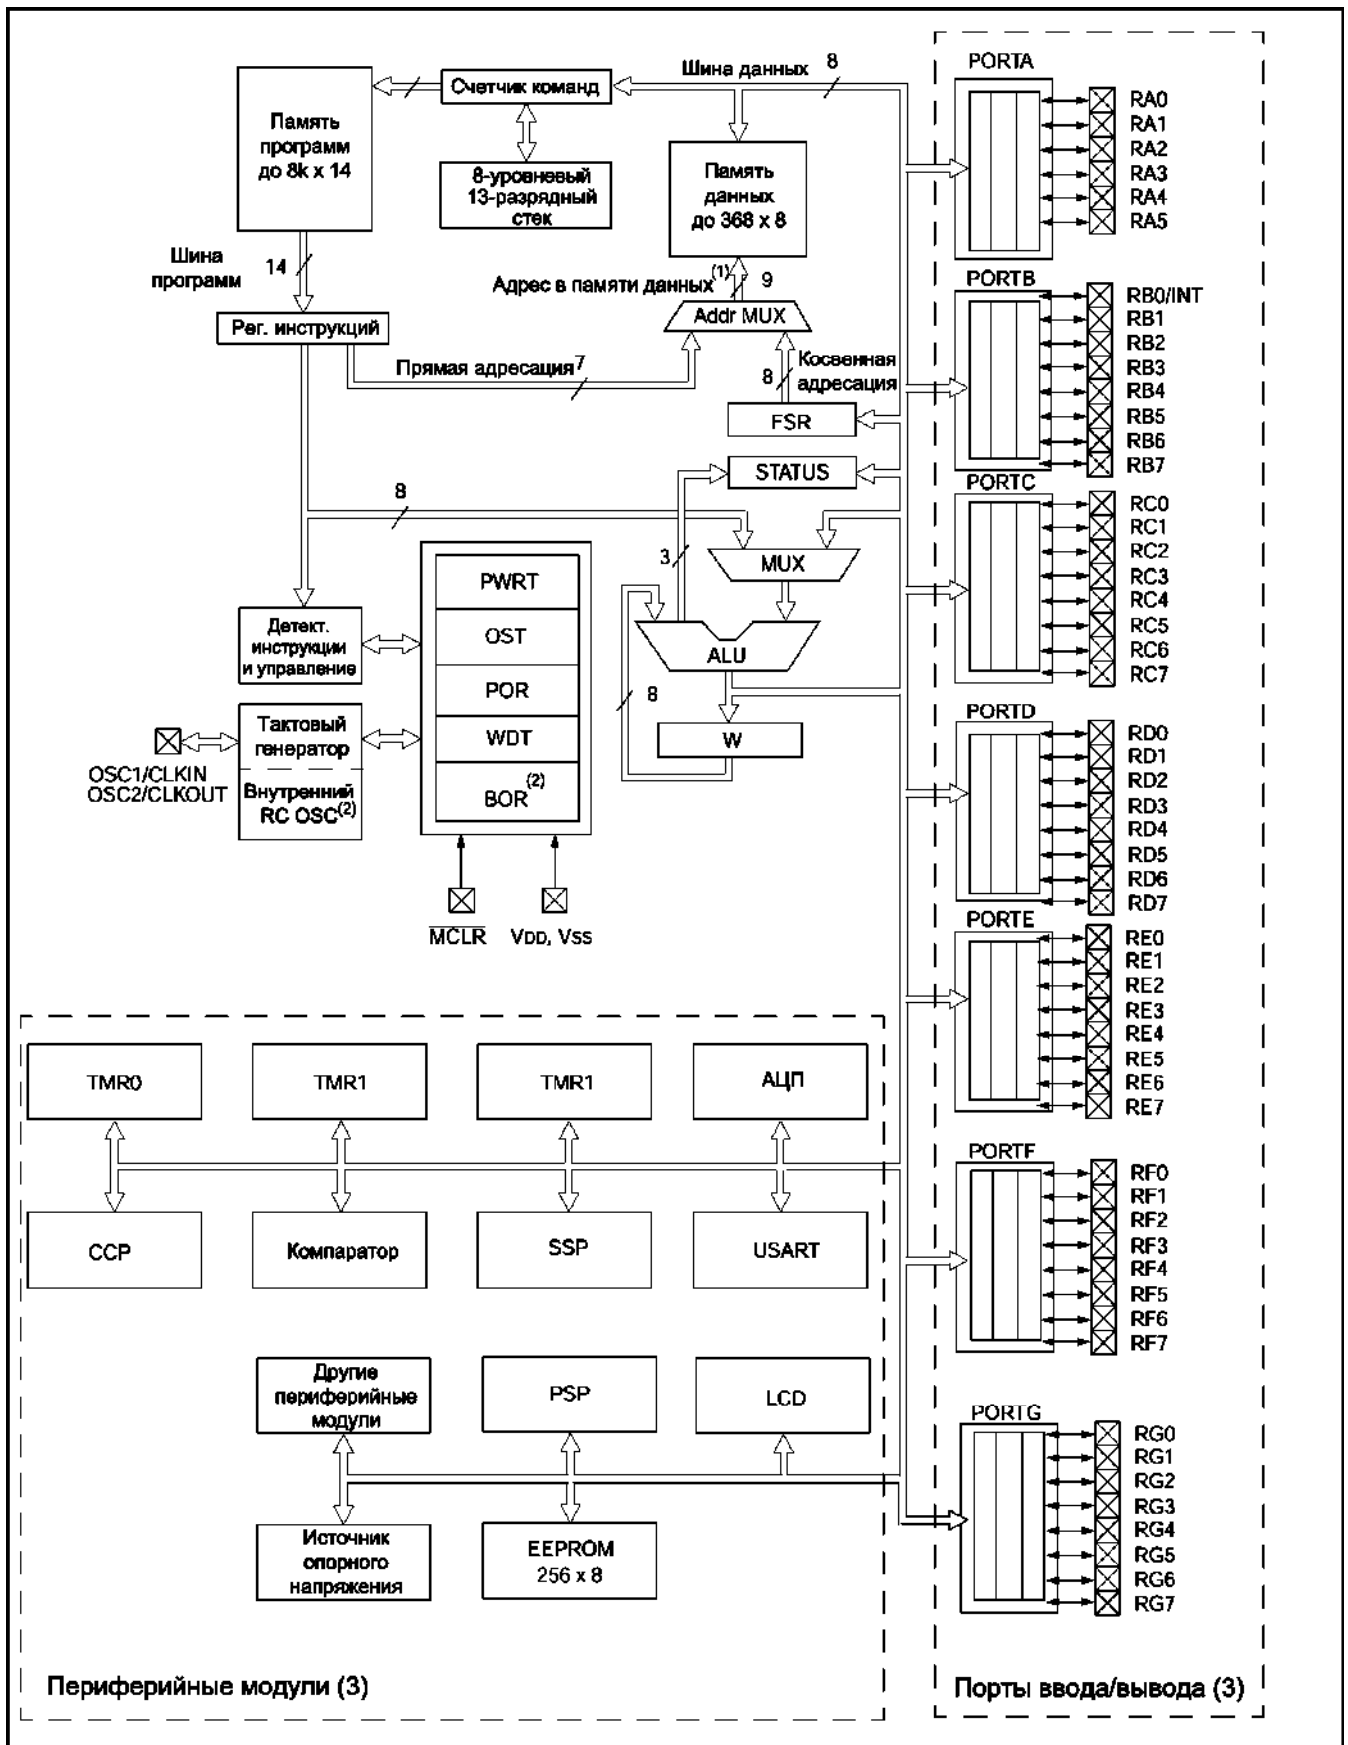 Шина данных
8
Память
программ
до 8k x 14
Счетчик команд
8-уровневый
13-разрядный
стек
Память
данных
до 368 x 8
Шина
программ
14
Адрес в памяти данных(1)
9
Рег. инструкций
Addr MUX
Прямая адресация
7
8
Косвенная
адресация
FSR
STATUS
8
3
MUX
ALU
8
W
Детект.
инструкции
и управление
PWRT
OST
POR
WDT
BOR(2)
Тактовый
генератор
Внутренний
RC OSC(2)
OSC1/CLKIN
OSC2/CLKOUT
MCLR
VDD, VSS
PORTA
RA0
RA1
RA2
RA3
RA4
RA5
PORTB
RB0/INT
RB1
RB2
RB3
RB4
RB5
RB6
RB7
PORTC
RC0
RC1
RC2
RC3
RC4
RC5
RC6
RC7
PORTD
RD0
RD1
RD2
RD3
RD4
RD5
RD6
RD7
PORTE
RE0
RE1
RE2
RE3
RE4
RE5
RE6
RE7
PORTF
RF0
RF1
RF2
RF3
RF4
RF5
RF6
RF7
PORTG
RG0
RG1
RG2
RG3
RG4
RG5
RG6
RG7
Порты ввода/вывода (3)
TMR0
TMR1
TMR1
АЦП
CCP
Компаратор
SSP
USART
Другие
периферийные
модули
PSP
LCD
Источник
опорного
напряжения
EEPROM
256 x 8
Периферийные модули (3)